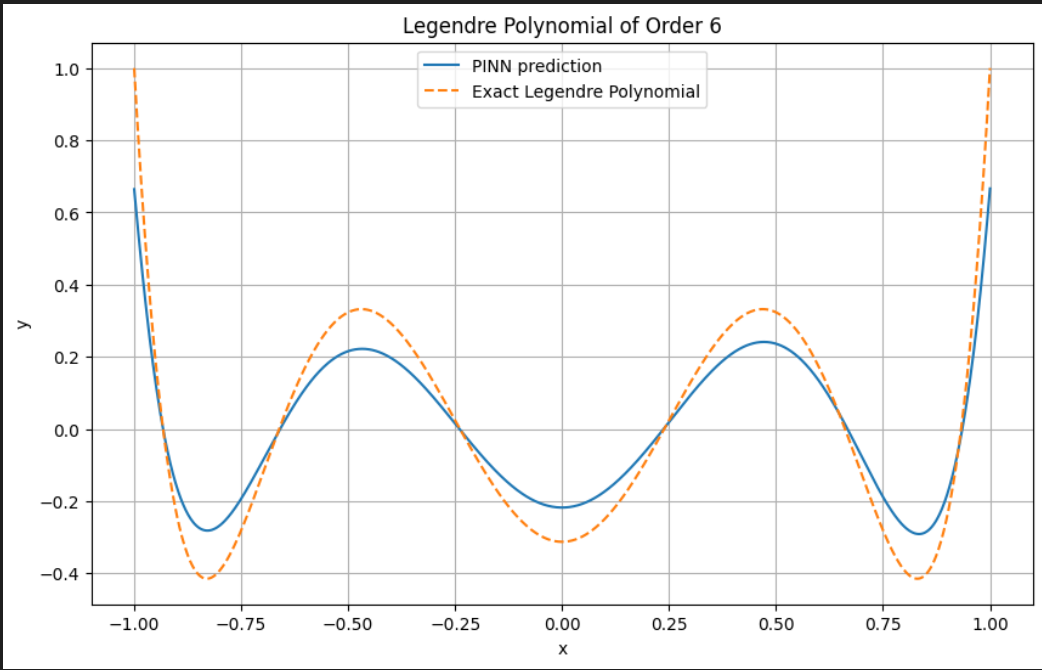 Legendre Polynomial of Order 6
PINN prediction
Exact Legendre Polynomial
1.0
0.8
0.6
0.4
0.2
0.0
−0.2
−0.4
y
−1.00 −0.75 −0.50 −0.25 0.00 0.25 0.50 0.75 1.00
x